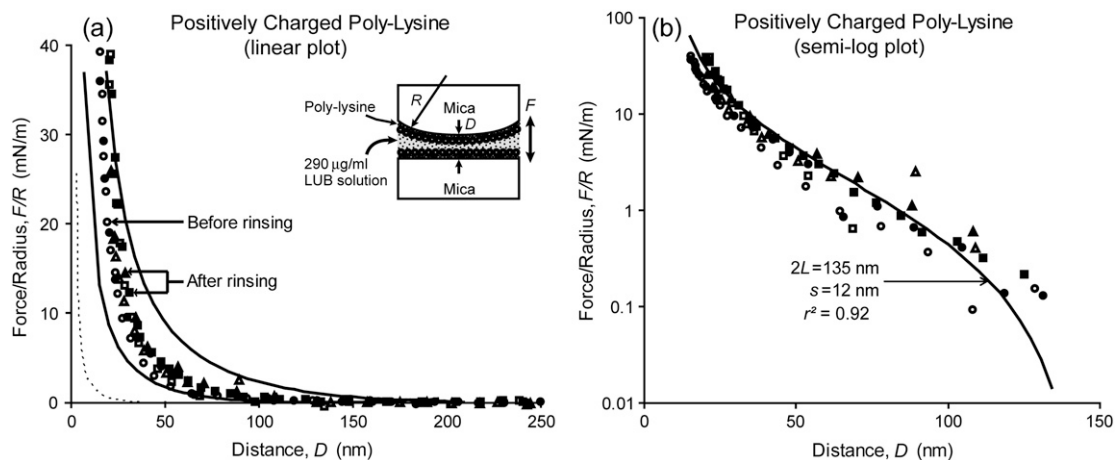 (a)
Positively Charged Poly-Lysine
(linear plot)
40
30
20
10
0
0
50
100
150
200
250
Force/Radius, F/R (mN/m)
Distance, D (nm)
Before rinsing
After rinsing
Poly-lysine
R
Mica
D
F
290 µg/ml
LUB solution
Mica
(b)
Positively Charged Poly-Lysine
(semi-log plot)
100
10
1
0.1
0.01
0
50
100
150
Force/Radius, F/R (mN/m)
Distance, D (nm)
2L=135 nm
s=12 nm
r² = 0.92